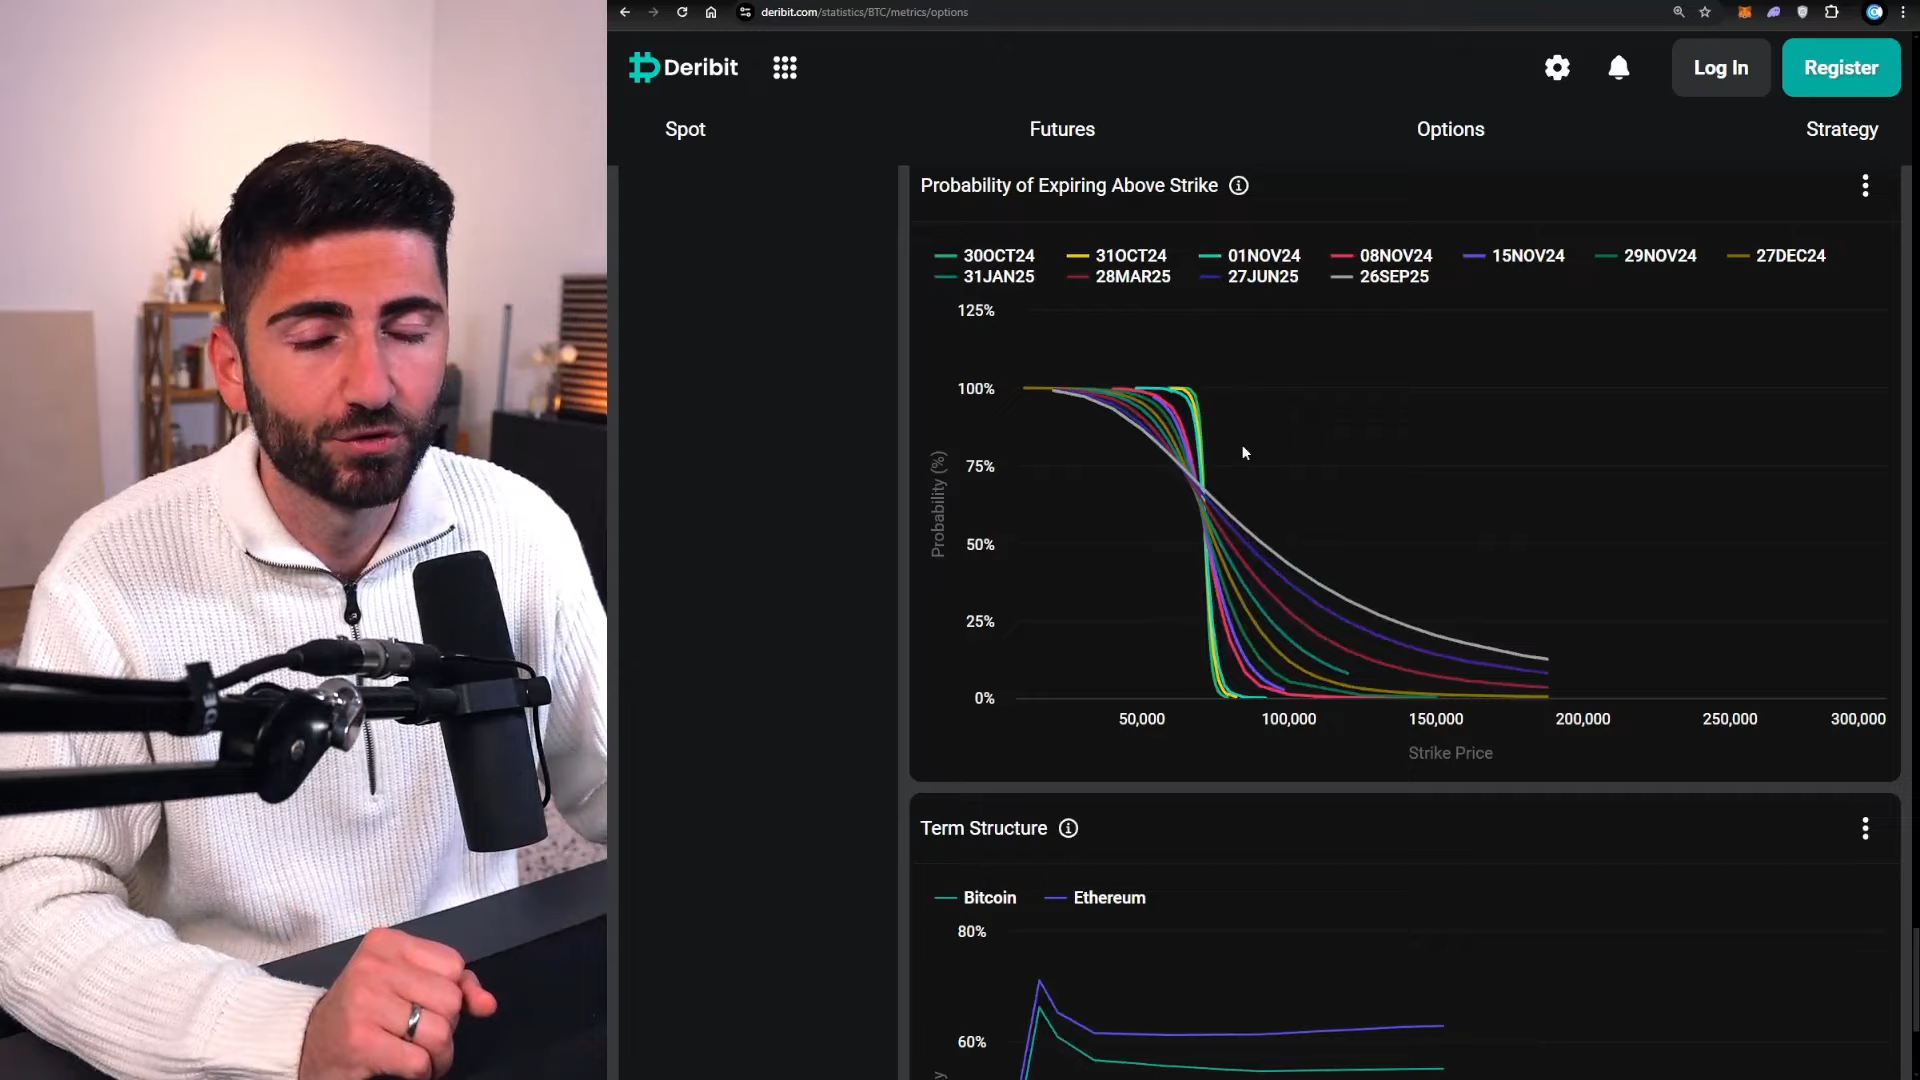 deribit.com/statistics/BTC/metrics/options
Deribit
Log In
Register
Spot
Futures
Options
Strategy
Probability of Expiring Above Strike
30OCT24 31OCT24 01NOV24 08NOV24 15NOV24 29NOV24 27DEC24
31JAN25 28MAR25 27JUN25 26SEP25
125%
100%
75%
50%
25%
0%
Probability (%)
50,000 100,000 150,000 200,000 250,000 300,000
Strike Price
Term Structure
Bitcoin Ethereum
80%
60%